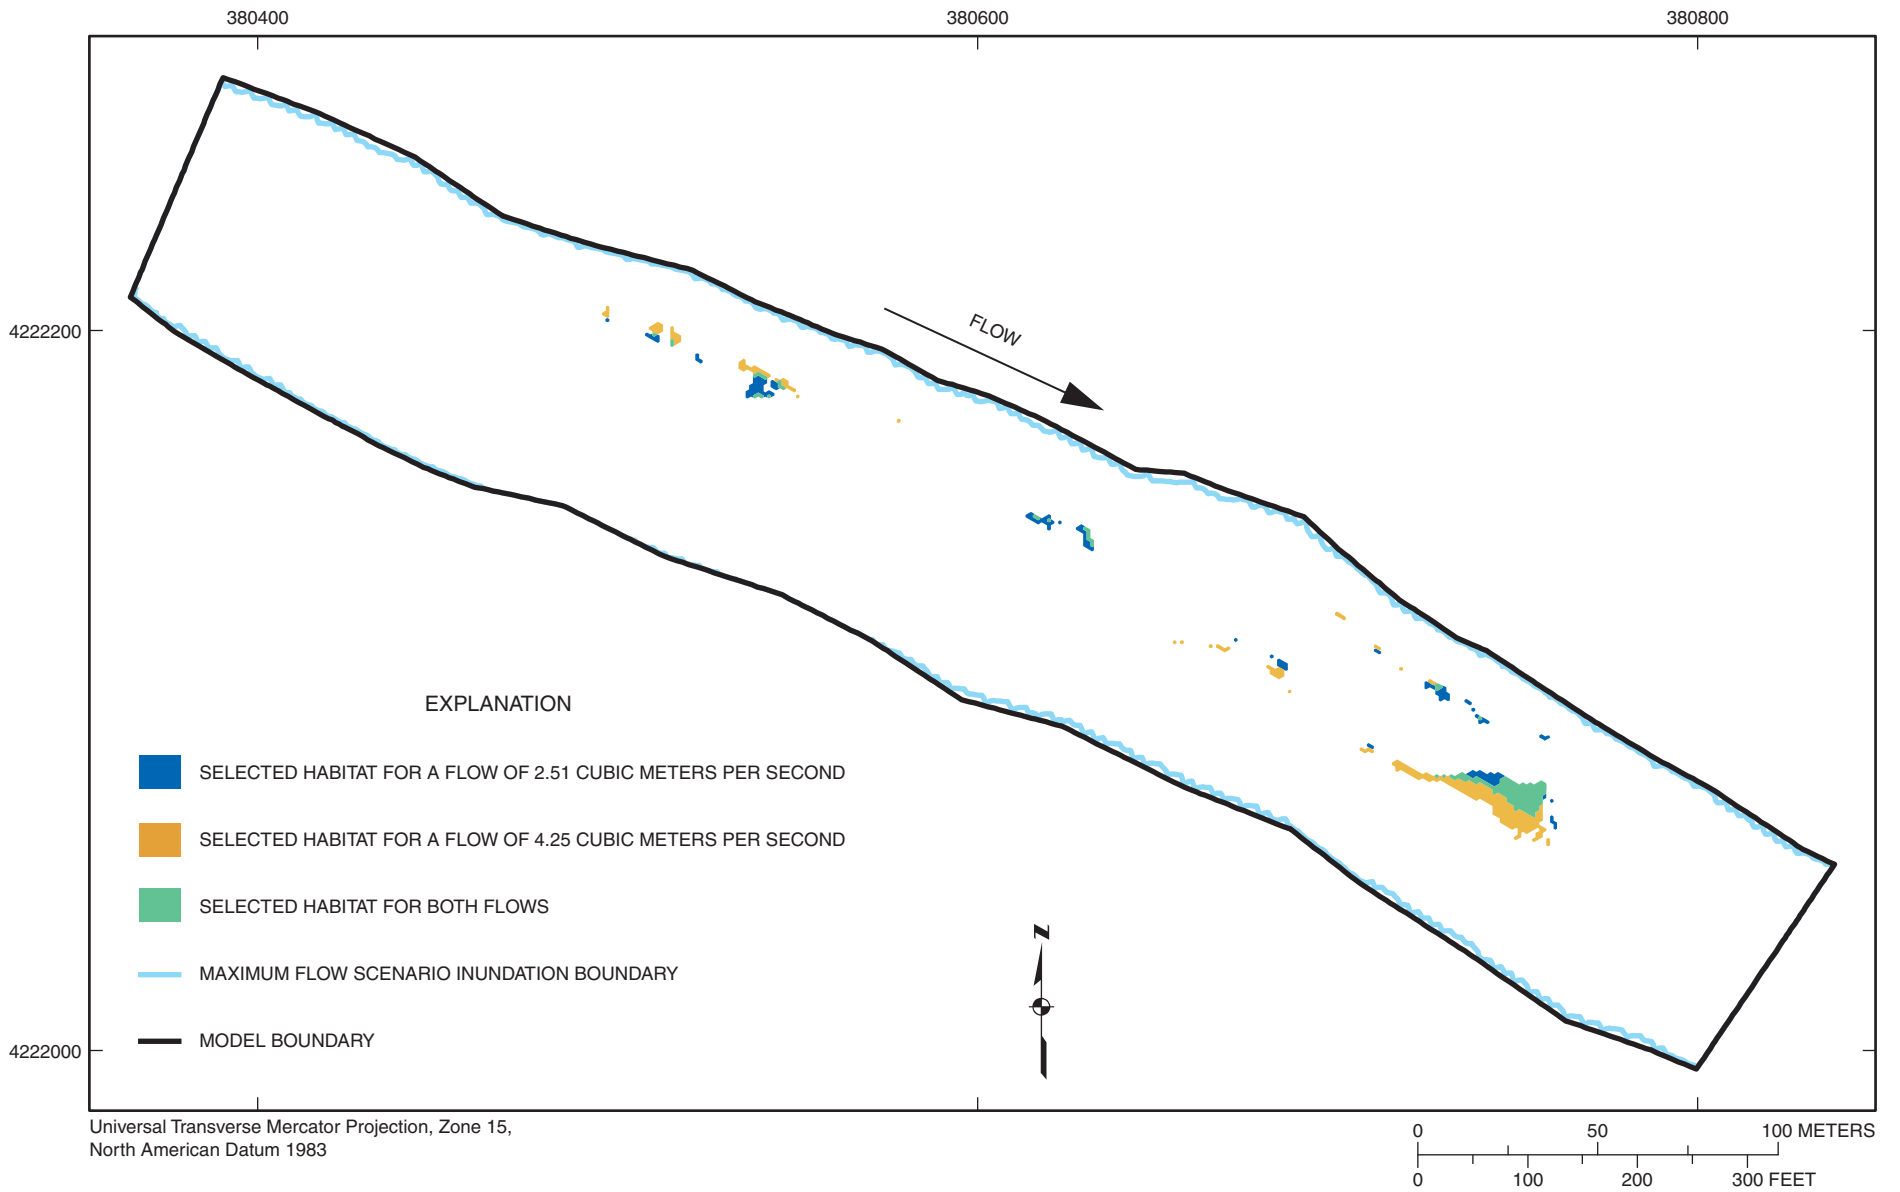 380400
380600
380800
4222200
FLOW
EXPLANATION
SELECTED HABITAT FOR A FLOW OF 2.51 CUBIC METERS PER SECOND
SELECTED HABITAT FOR A FLOW OF 4.25 CUBIC METERS PER SECOND
SELECTED HABITAT FOR BOTH FLOWS
MAXIMUM FLOW SCENARIO INUNDATION BOUNDARY
MODEL BOUNDARY
N
4222000
Universal Transverse Mercator Projection, Zone 15,
North American Datum 1983
0 50 100 METERS
0 100 200 300 FEET